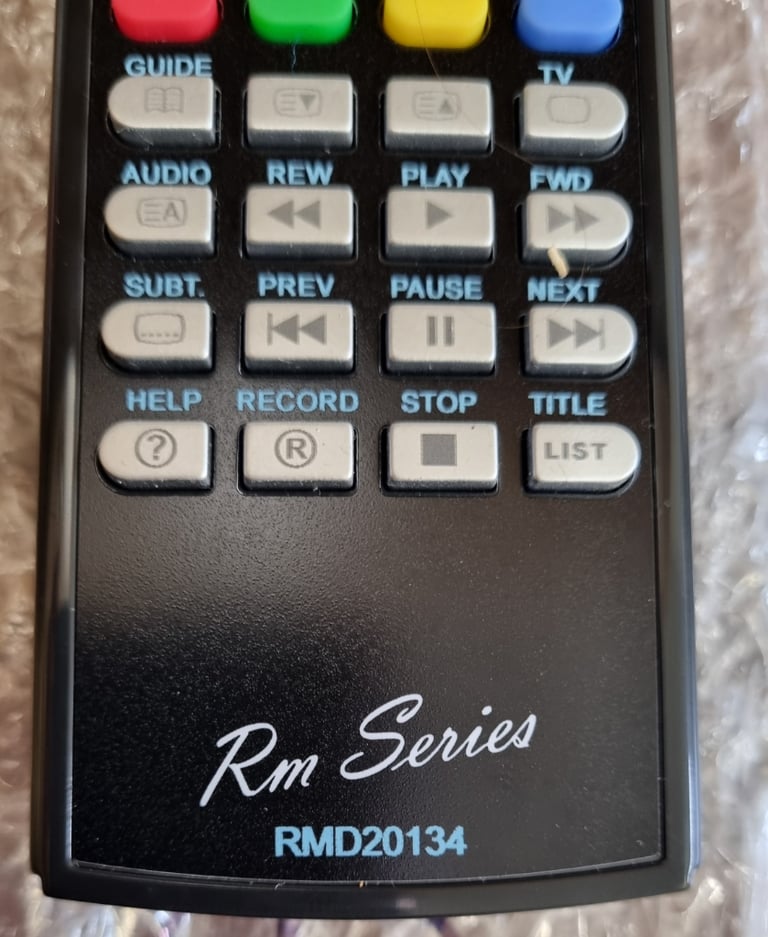 GUIDE TV
AUDIO REW PLAY FWD
A
SUBT. PREV PAUSE NEXT
HELP RECORD STOP TITLE
? R LIST
Rm Series
RMD20134